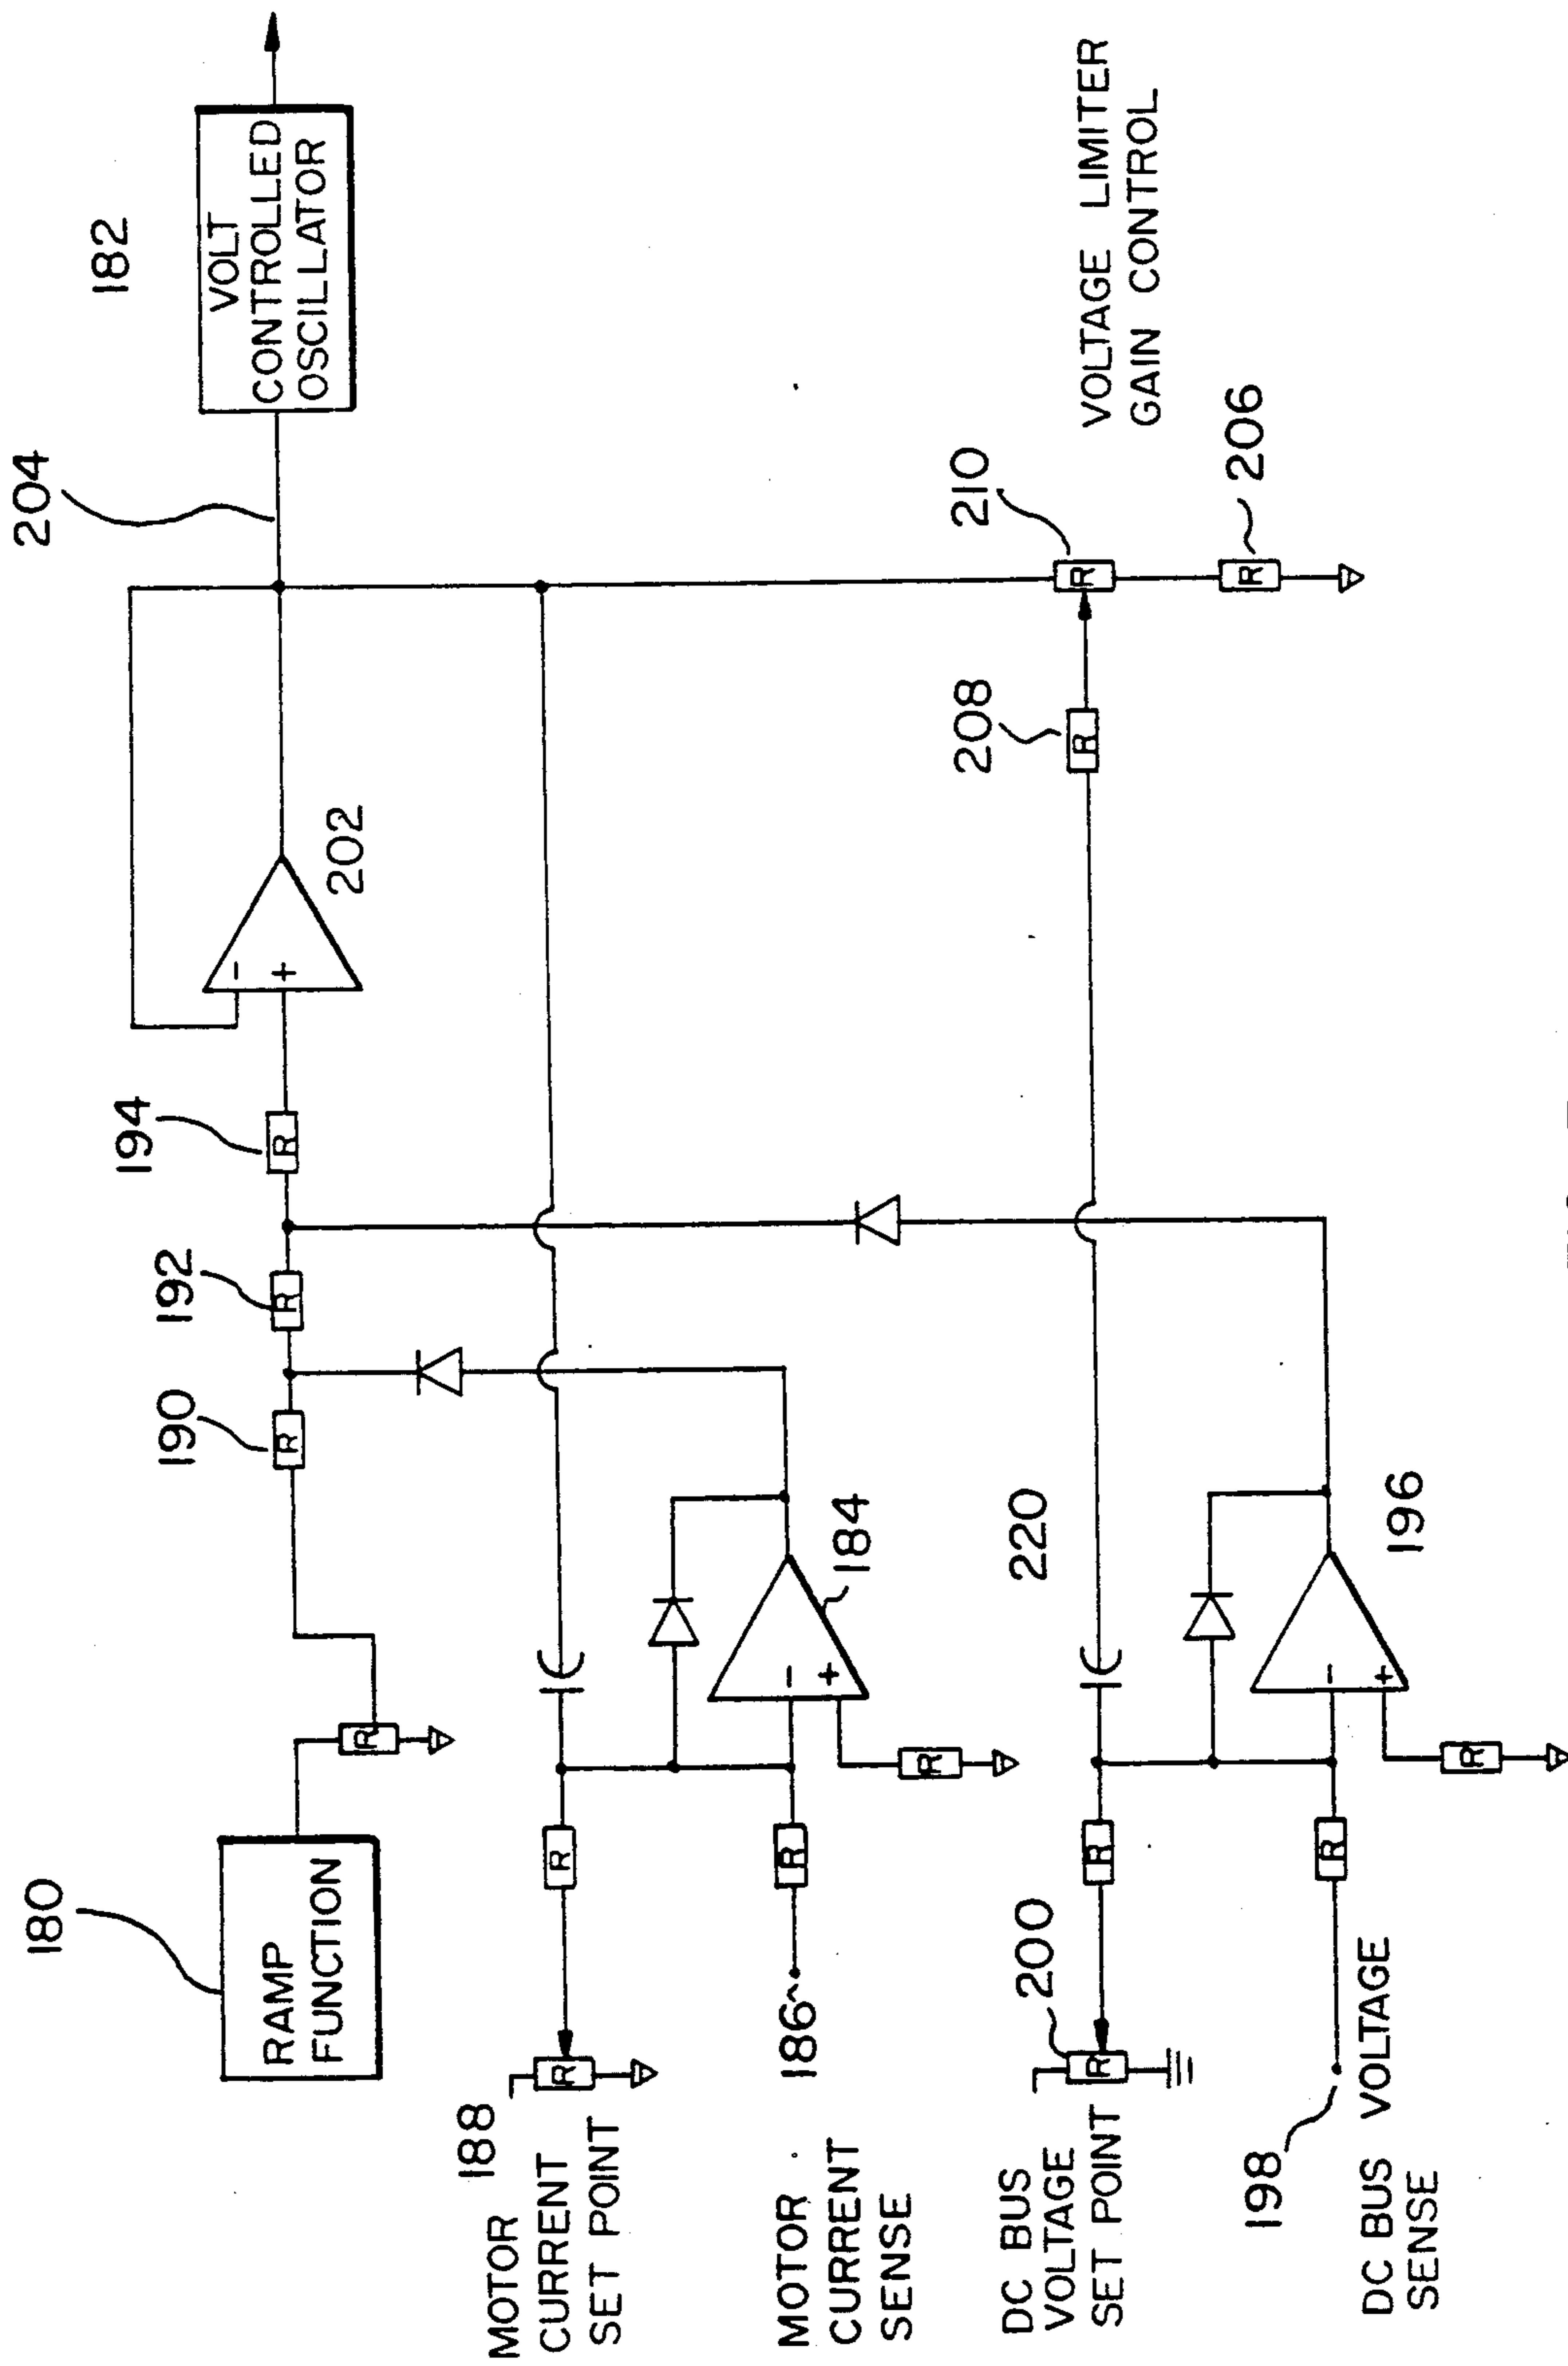 180
RAMP
FUNCTION
R
190
R
192
R
194
R
-
+
202
204
182
VOLT
CONTROLLED
OSCILLATOR
188
MOTOR
CURRENT
SET POINT
R
R
MOTOR
CURRENT
SENSE
186
R
-
+
184
R
DC BUS
VOLTAGE
SET POINT
200
R
R
220
208
R
210
R
VOLTAGE LIMITER
GAIN CONTROL
206
R
198
DC BUS VOLTAGE
SENSE
R
-
+
196
R